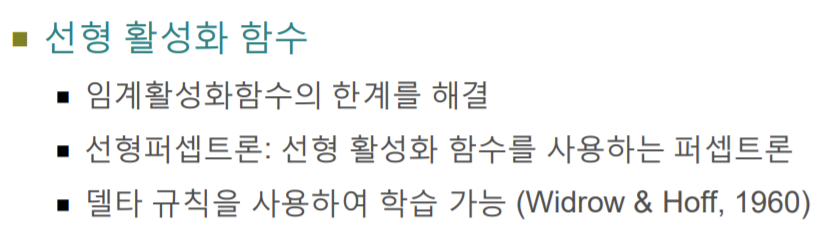 선형 활성화 함수
임계활성화함수의 한계를 해결
선형퍼셉트론: 선형 활성화 함수를 사용하는 퍼셉트론
델타 규칙을 사용하여 학습 가능 (Widrow & Hoff, 1960)